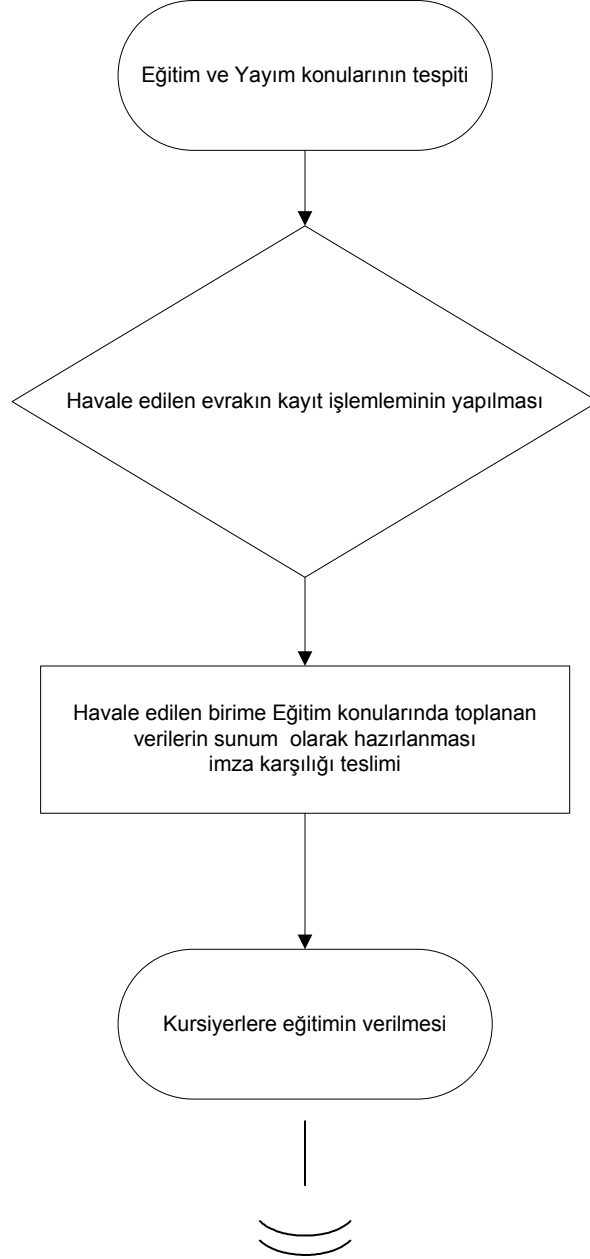 Eğitim ve Yayım konularının tespiti
Havale edilen evrakın kayıt işlemleminin yapılması
Havale edilen birime Eğitim konularında toplanan
verilerin sunum olarak hazırlanması
imza karşılığı teslimi
Kursiyerlere eğitimin verilmesi